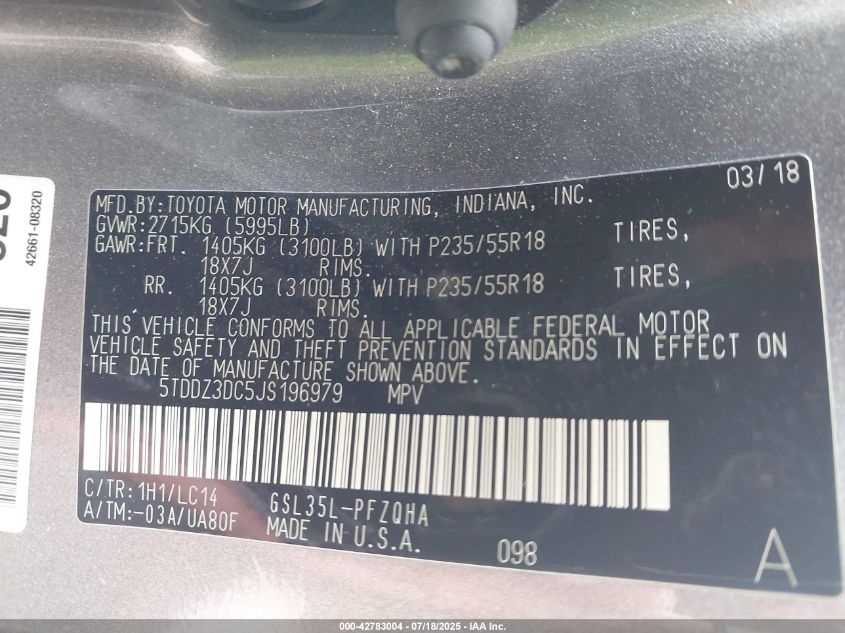 42661-08320
03/18
MFD.BY:TOYOTA MOTOR MANUFACTURING, INDIANA, INC.
GVWR:2715KG (5995LB)
GAWR:FRT. 1405KG (3100LB) WITH P235/55R18 TIRES,
18X7J RIMS.
RR. 1405KG (3100LB) WITH P235/55R18 TIRES,
18X7J RIMS.
THIS VEHICLE CONFORMS TO ALL APPLICABLE FEDERAL MOTOR
VEHICLE SAFETY AND THEFT PREVENTION STANDARDS IN EFFECT ON
THE DATE OF MANUFACTURE SHOWN ABOVE.
5TDDZ3DC5JS196979 MPV
C/TR:1H1/LC14 GSL35L-PFZQHA
A/TM:-03A/UA80F MADE IN U.S.A. 098 A
000-42783004 - 07/18/2025 - IAA Inc.